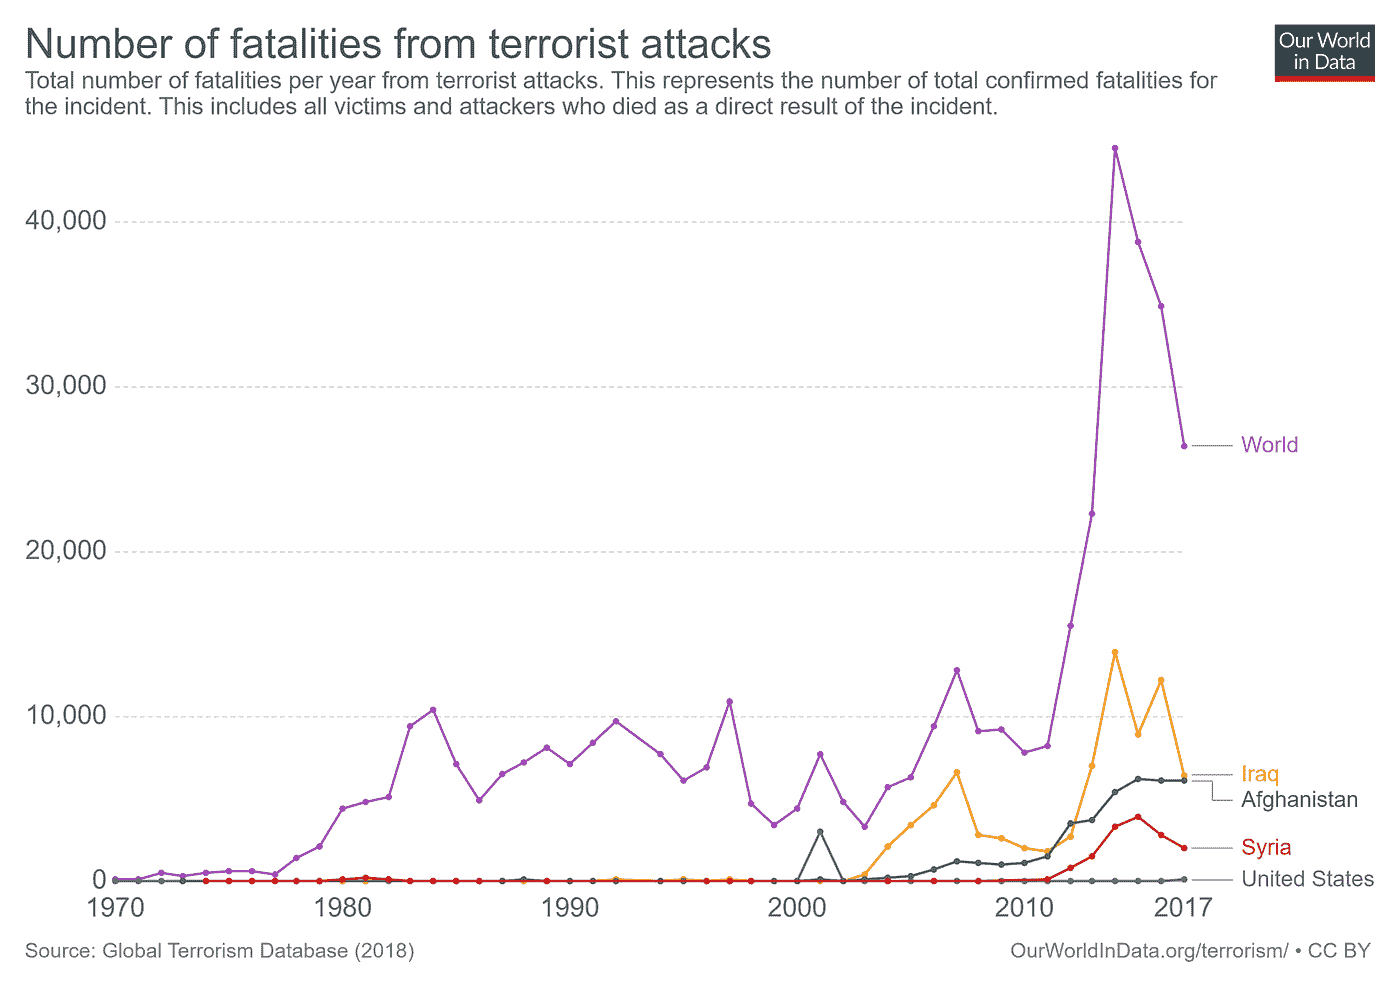 Number of fatalities from terrorist attacks
Our World
in Data
Total number of fatalities per year from terrorist attacks. This represents the number of total confirmed fatalities for
the incident. This includes all victims and attackers who died as a direct result of the incident.
40,000
30,000
World
20,000
10,000
Iraq
Afghanistan
Syria
0
United States
1970
1980
1990
2000
2010
2017
Source: Global Terrorism Database (2018)
OurWorldInData.org/terrorism/ • CC BY